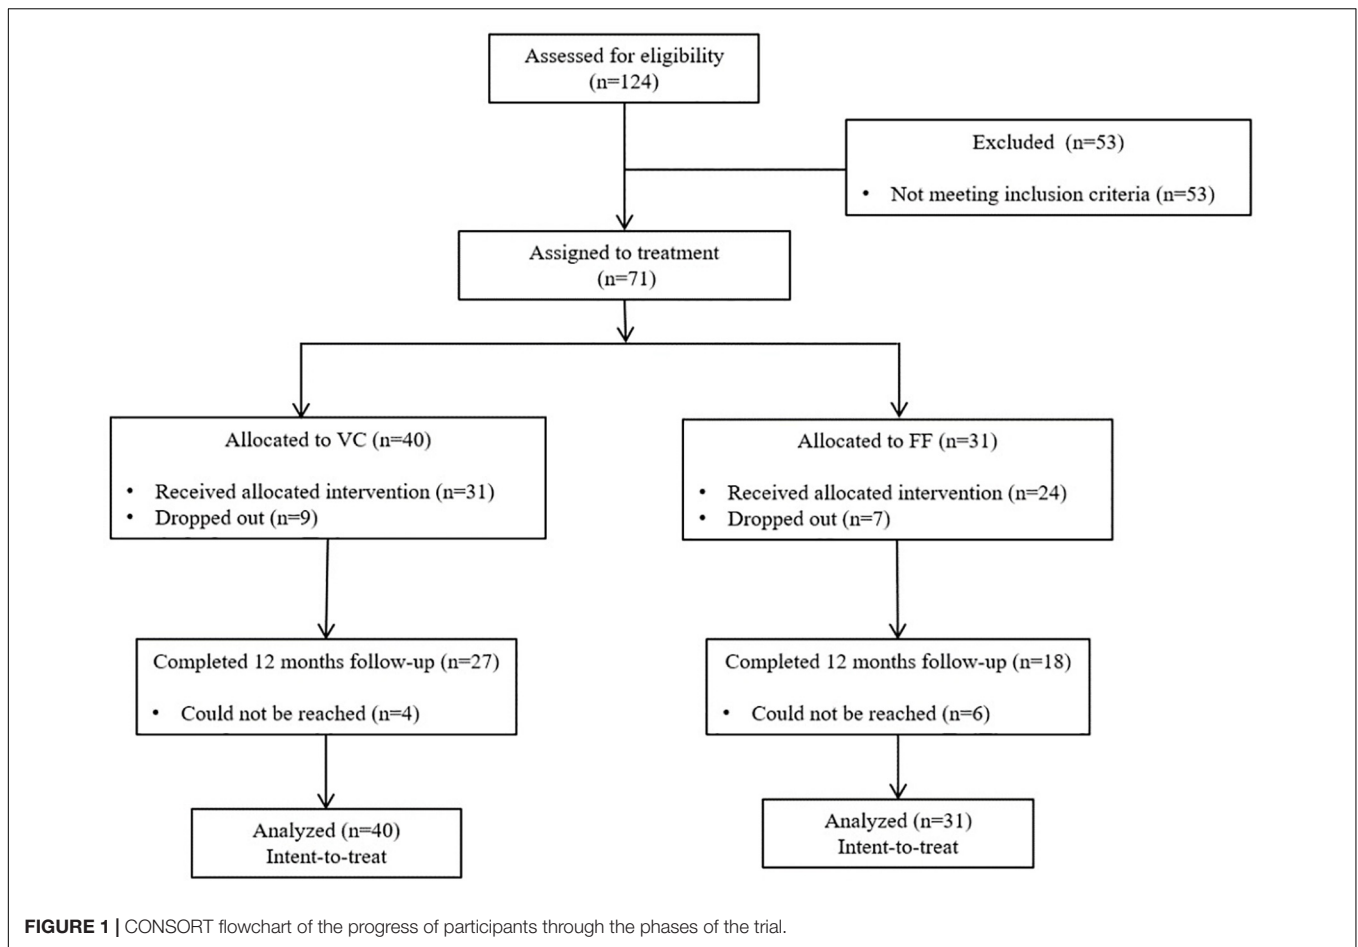 Assessed for eligibility
(n=124)
Excluded (n=53)
• Not meeting inclusion criteria (n=53)
Assigned to treatment
(n=71)
Allocated to VC (n=40)
• Received allocated intervention (n=31)
• Dropped out (n=9)
Allocated to FF (n=31)
• Received allocated intervention (n=24)
• Dropped out (n=7)
Completed 12 months follow-up (n=27)
• Could not be reached (n=4)
Completed 12 months follow-up (n=18)
• Could not be reached (n=6)
Analyzed (n=40)
Intent-to-treat
Analyzed (n=31)
Intent-to-treat
FIGURE 1 | CONSORT flowchart of the progress of participants through the phases of the trial.